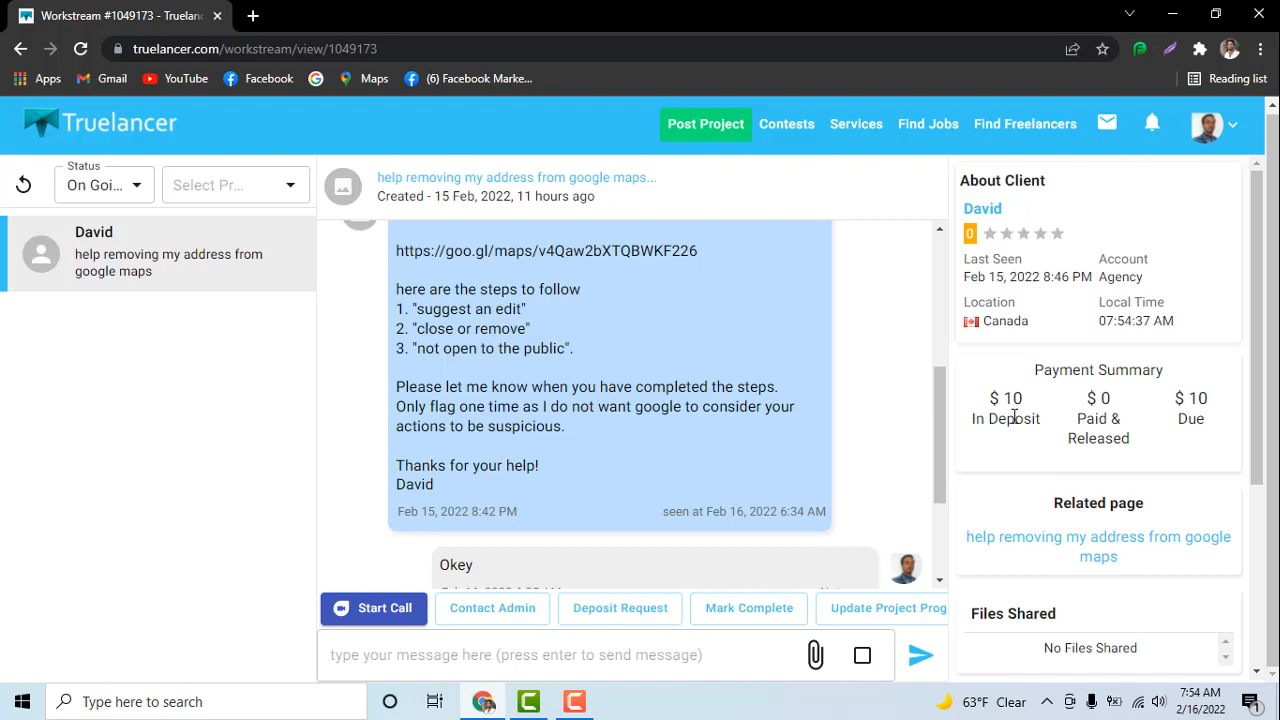 Workstream #1049173 - Truelanc
truelancer.com/workstream/view/1049173
Apps Gmail YouTube Facebook Maps (6) Facebook Marke... Reading list
Truelancer
Post Project Contests Services Find Jobs Find Freelancers
Status
On Goi... Select Pr...
David
help removing my address from
google maps
help removing my address from google maps...
Created - 15 Feb, 2022, 11 hours ago
https://goo.gl/maps/v4Qaw2bXTQBWKF226
here are the steps to follow
1. "suggest an edit"
2. "close or remove"
3. "not open to the public".
Please let me know when you have completed the steps.
Only flag one time as I do not want google to consider your
actions to be suspicious.
Thanks for your help!
David
Feb 15, 2022 8:42 PM seen at Feb 16, 2022 6:34 AM
Okey
Start Call Contact Admin Deposit Request Mark Complete Update Project Prog
type your message here (press enter to send message)
About Client
David
0
Last Seen Account
Feb 15, 2022 8:46 PM Agency
Location Local Time
Canada 07:54:37 AM
Payment Summary
$ 10 $ 0 $ 10
In Deposit Paid & Due
Released
Related page
help removing my address from google
maps
Files Shared
No Files Shared
Type here to search
63°F Clear
7:54 AM
2/16/2022
1